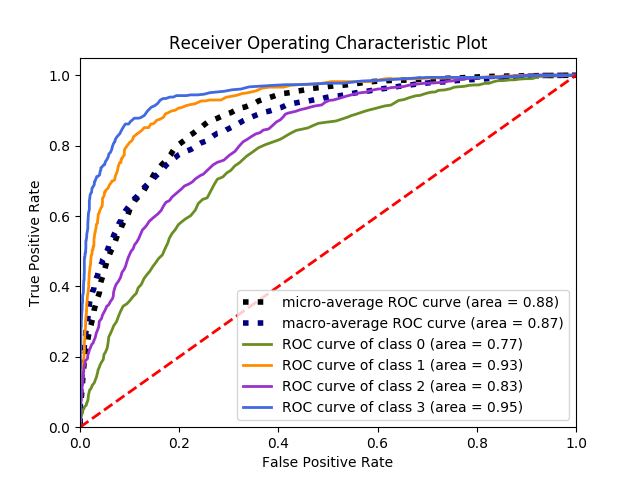 Receiver Operating Characteristic Plot
True Positive Rate
1.0
0.8
0.6
0.4
0.2
0.0
micro-average ROC curve (area = 0.88)
macro-average ROC curve (area = 0.87)
ROC curve of class 0 (area = 0.77)
ROC curve of class 1 (area = 0.93)
ROC curve of class 2 (area = 0.83)
ROC curve of class 3 (area = 0.95)
0.0 0.2 0.4 0.6 0.8 1.0
False Positive Rate